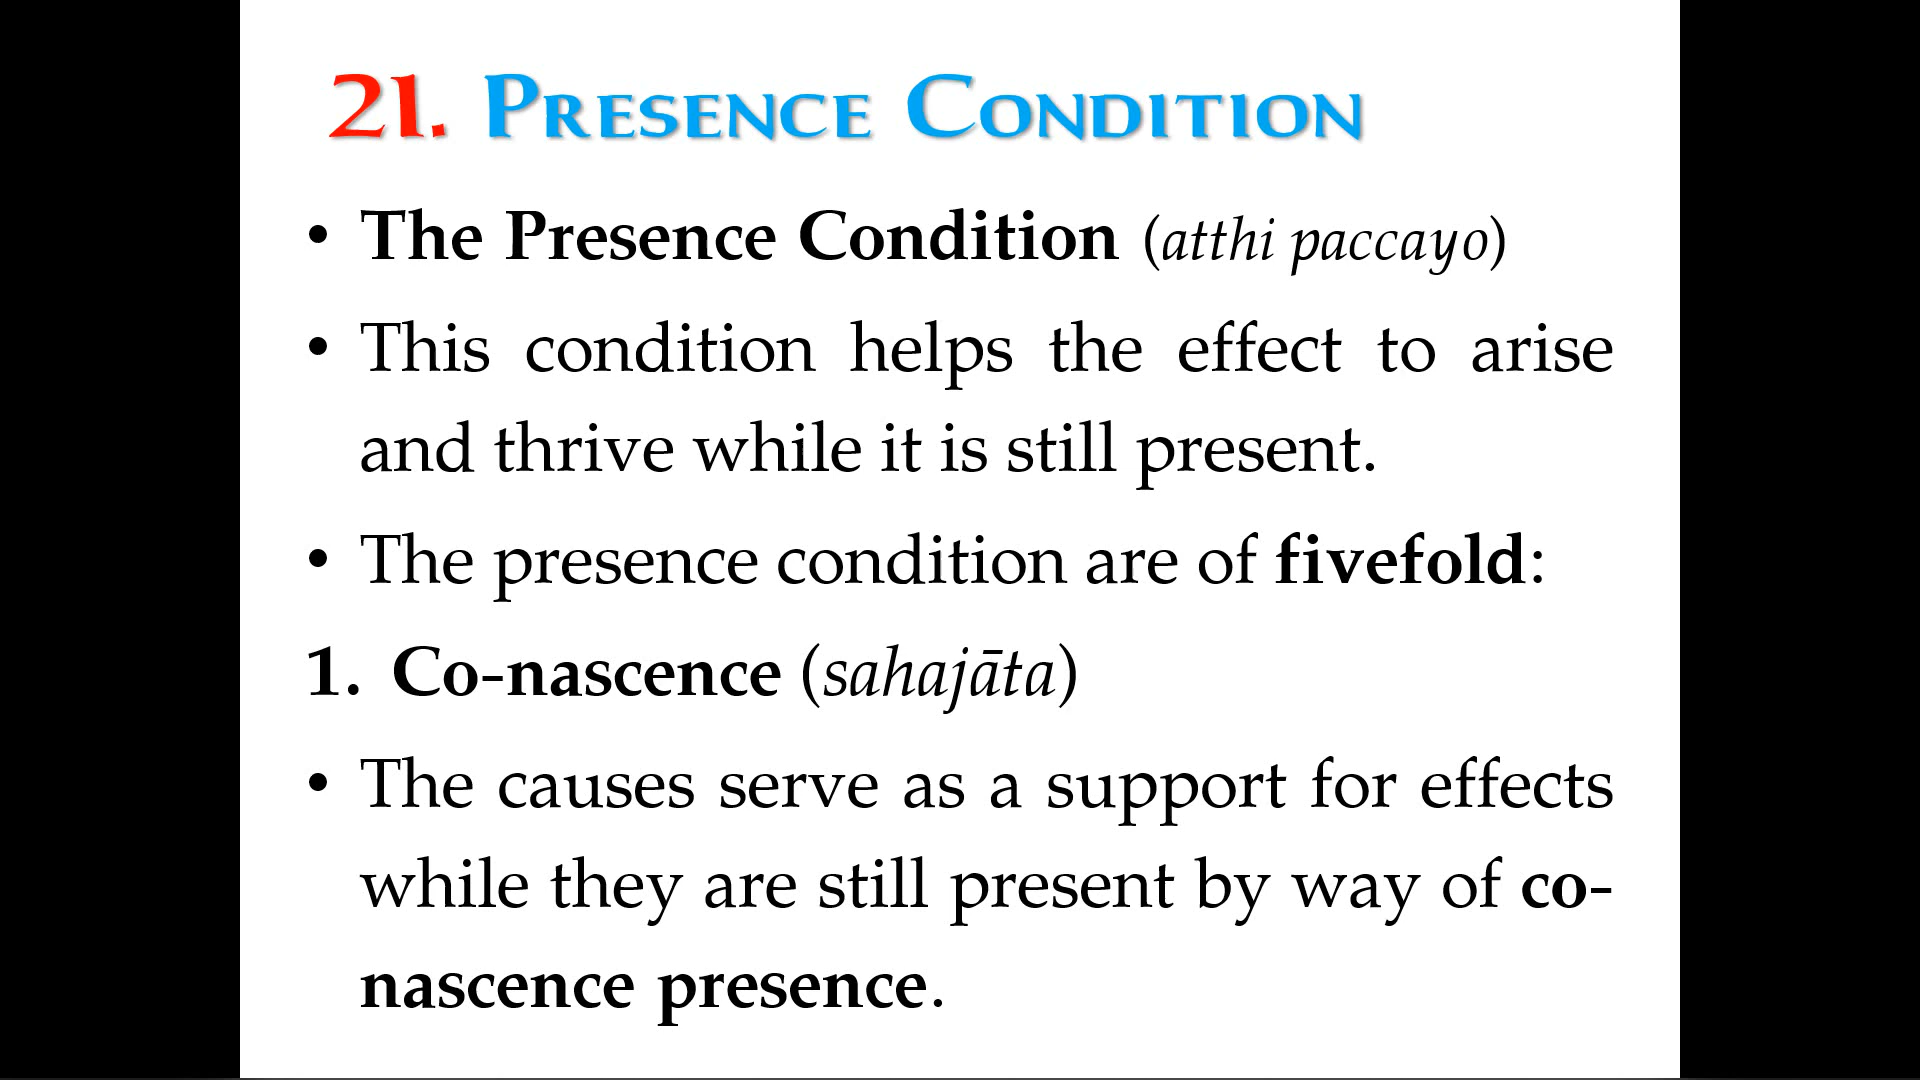 21. Presence Condition
• The Presence Condition (atthi paccayo)
• This condition helps the effect to arise
and thrive while it is still present.
• The presence condition are of fivefold:
1. Co-nascence (sahajāta)
• The causes serve as a support for effects
while they are still present by way of co-
nascence presence.